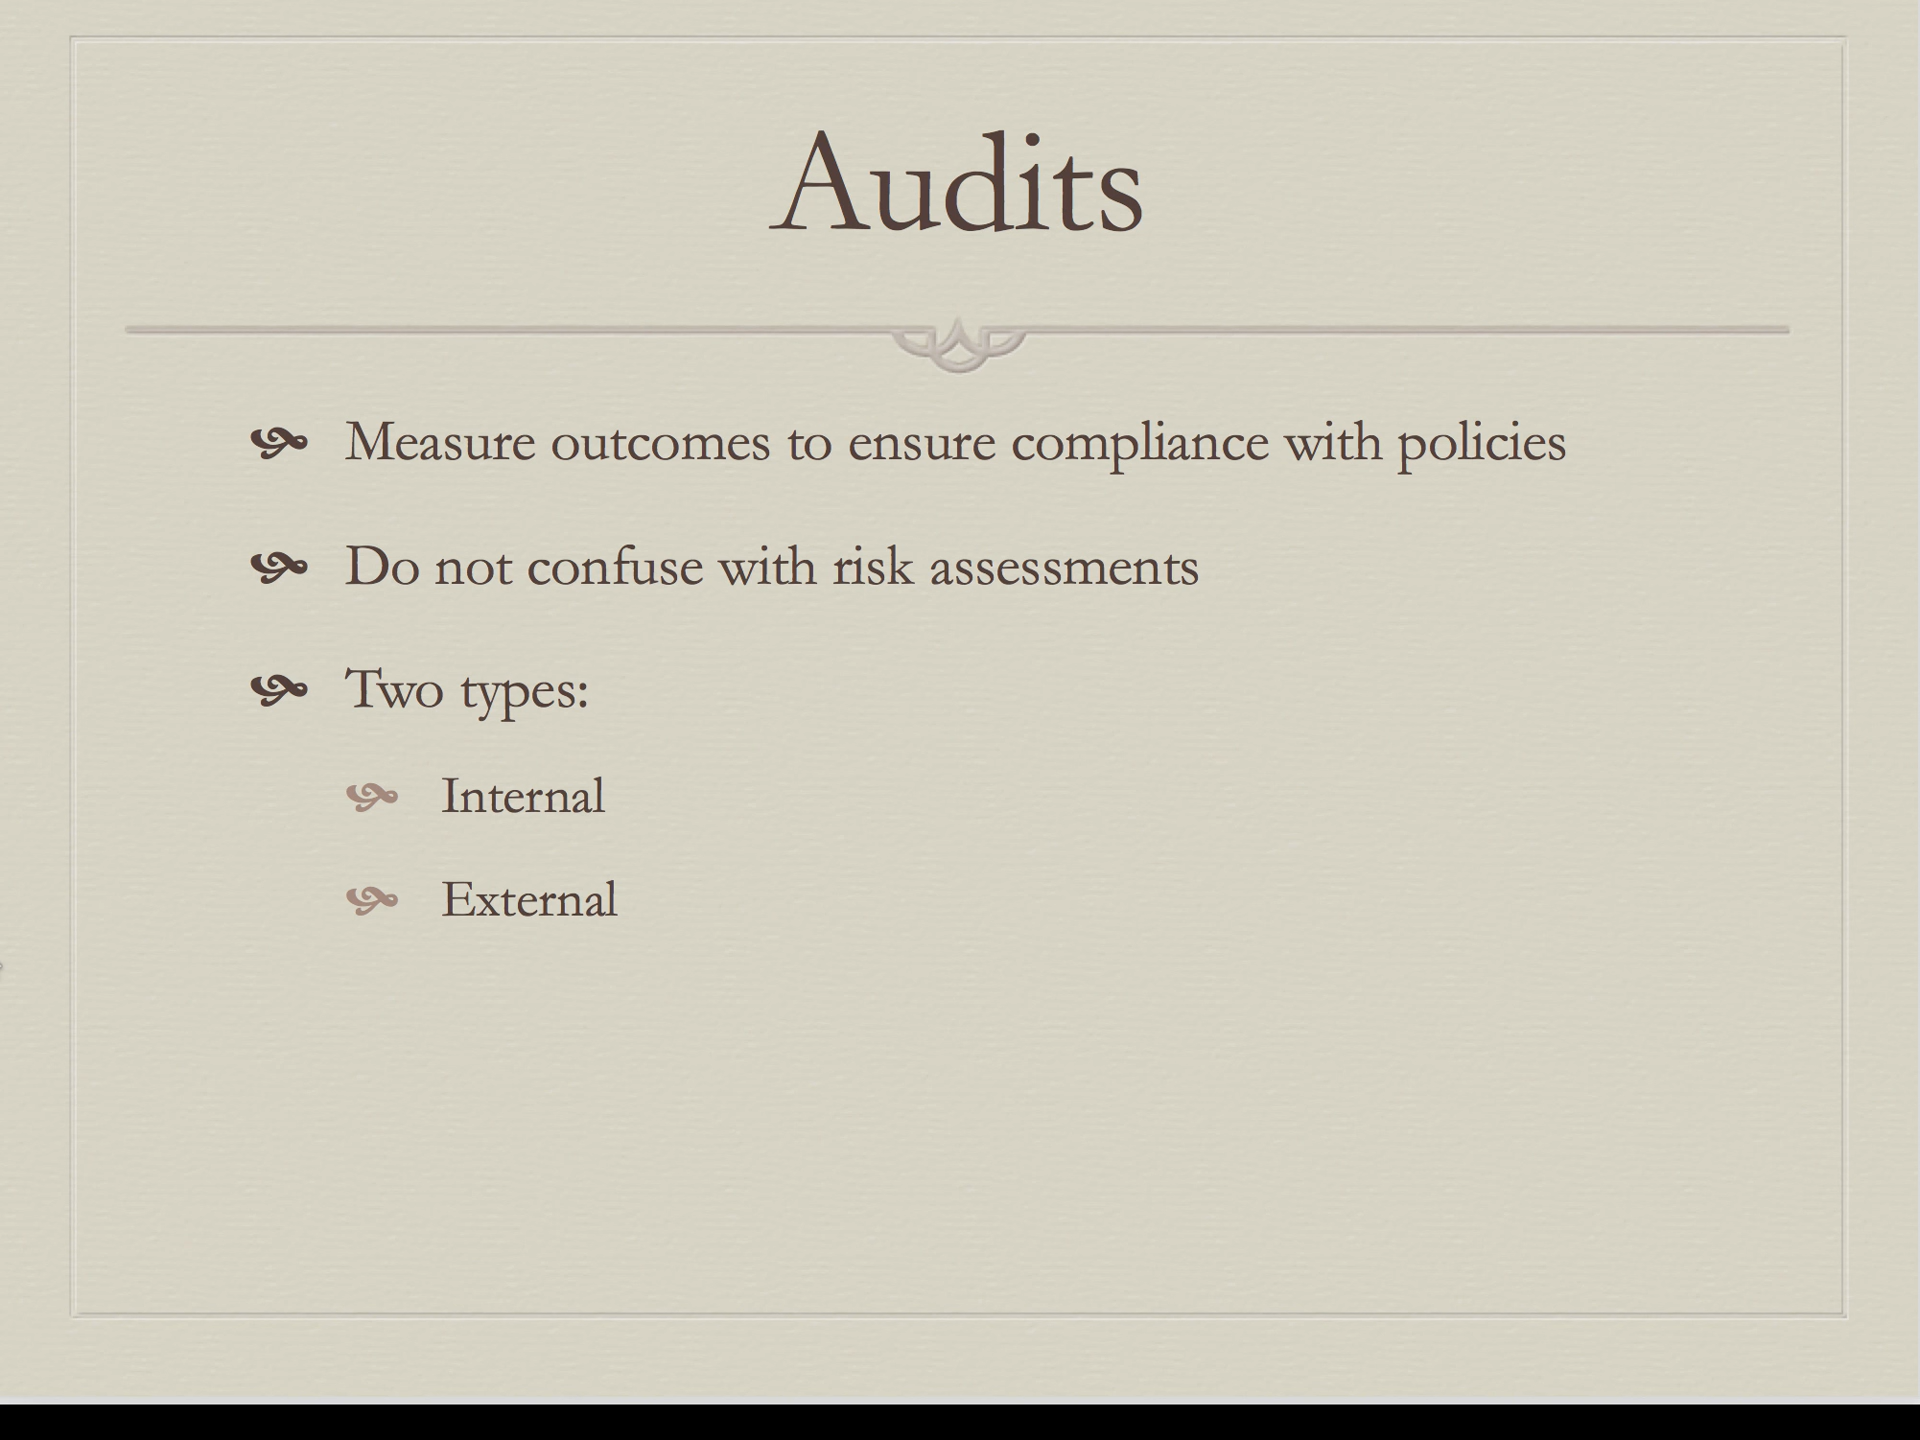 Audits
Measure outcomes to ensure compliance with policies
Do not confuse with risk assessments
Two types:
Internal
External